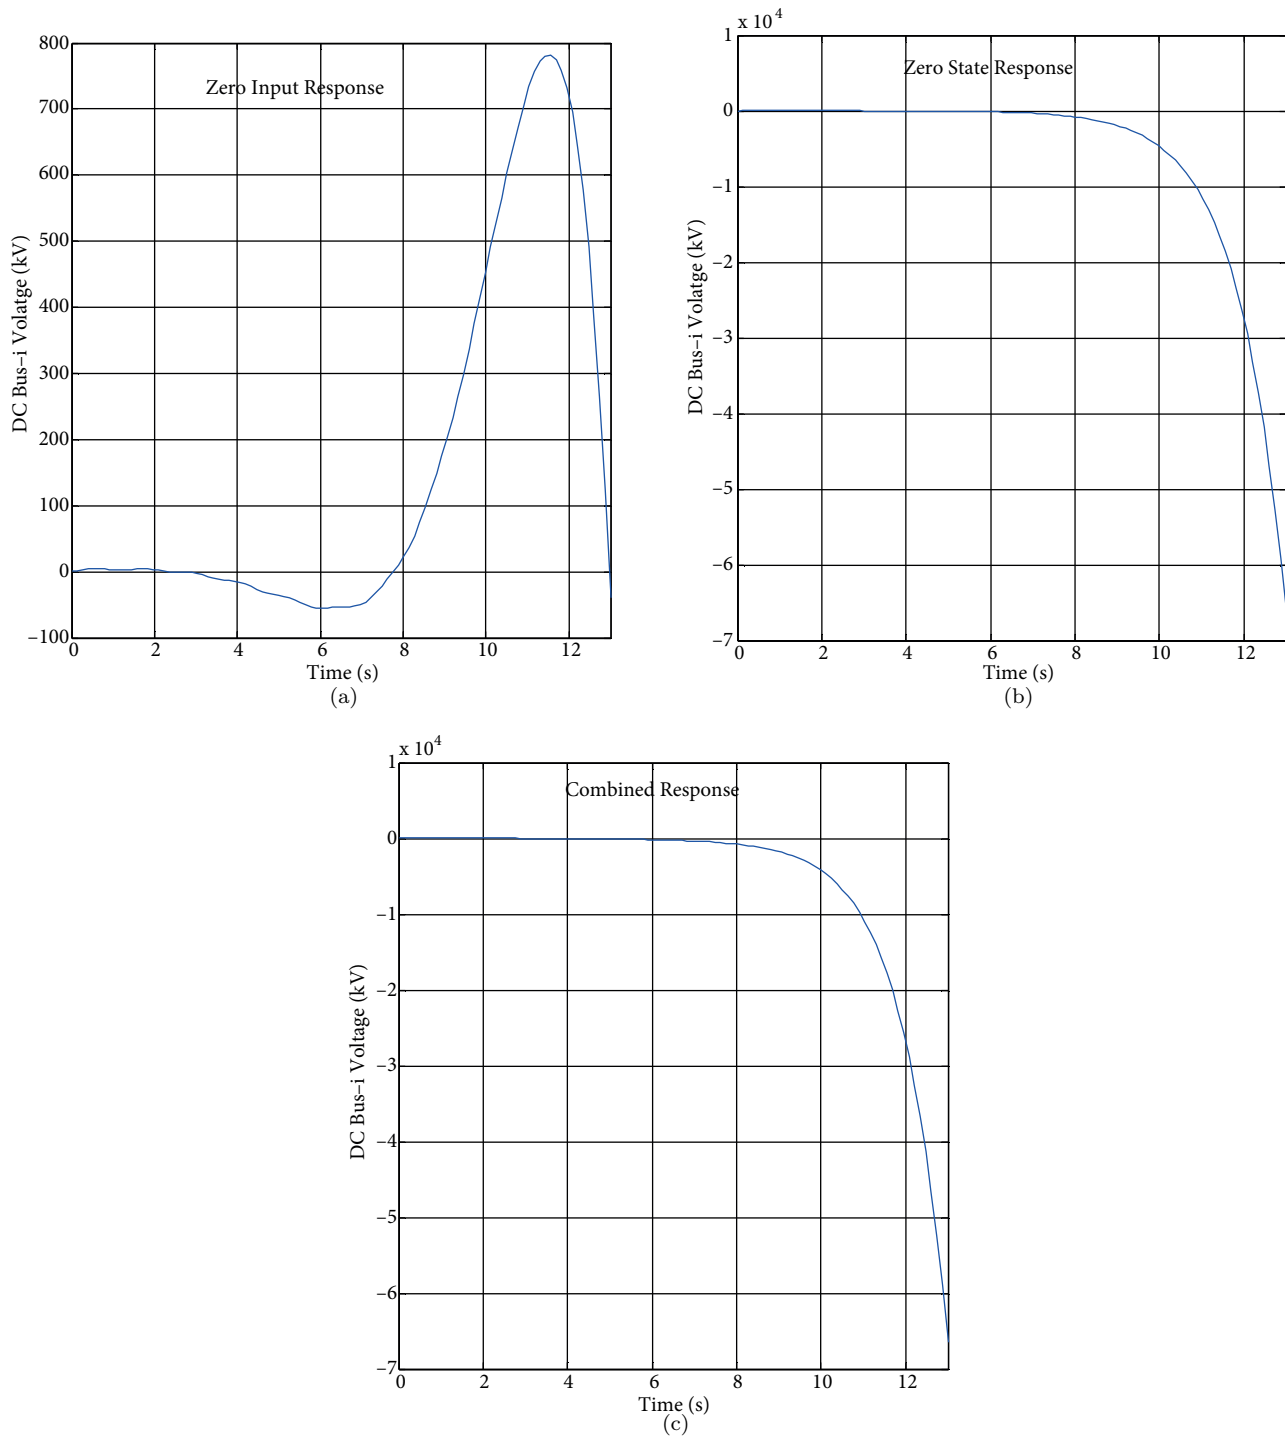 800
700
600
500
400
300
200
100
0
−100
0 2 4 6 8 10 12
Zero Input Response
DC Bus−i Volatge (kV)
Time (s)
(a)
x 10 4
1
0
−1
−2
−3
−4
−5
−6
−7
0 2 4 6 8 10 12
Zero State Response
DC Bus−i Volatge (kV)
Time (s)
(b)
x 10 4
1
0
−1
−2
−3
−4
−5
−6
−7
0 2 4 6 8 10 12
Combined Response
DC Bus−i Voltage (kV)
Time (s)
(c)